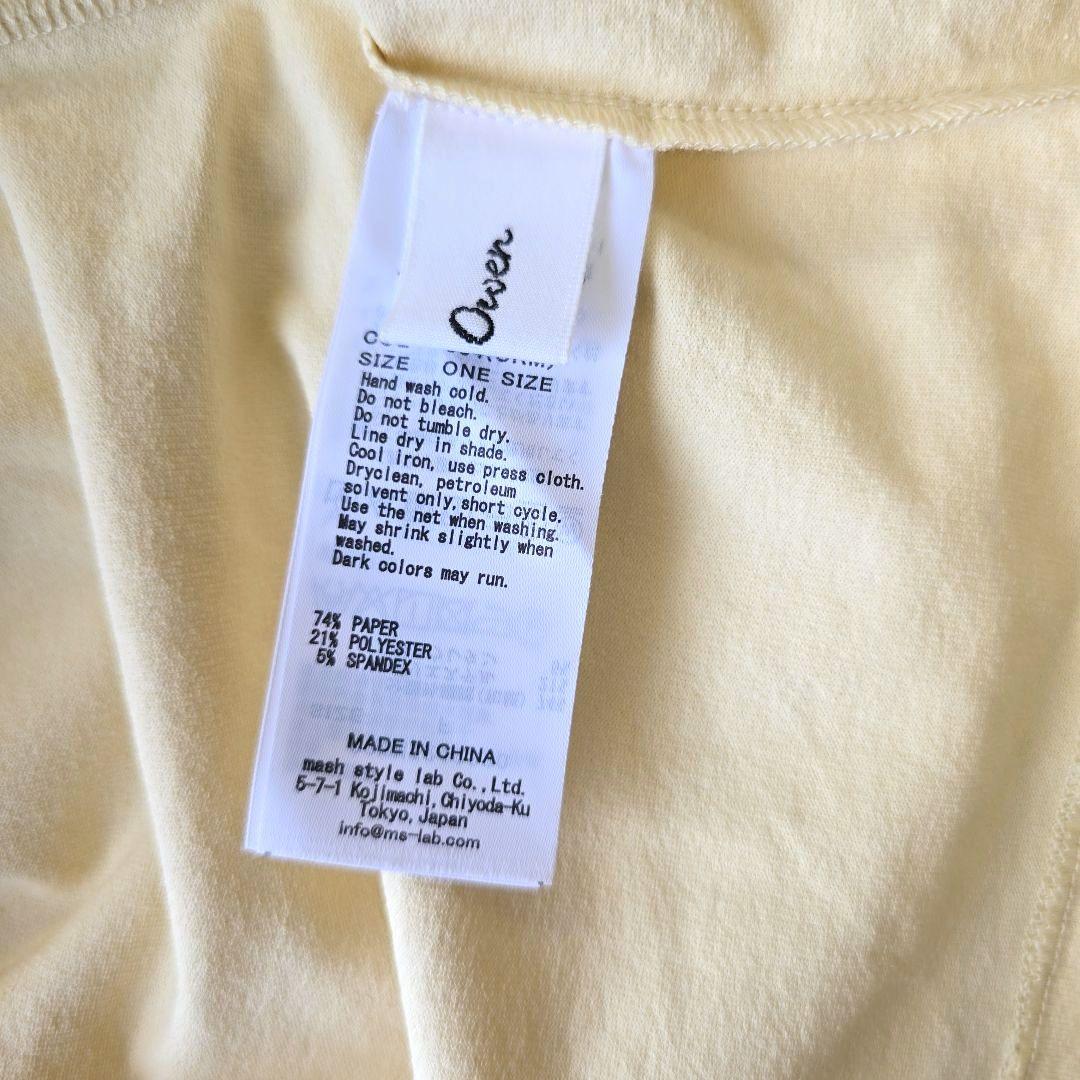 Owen
SIZE ONE SIZE
Hand wash cold.
Do not bleach.
Do not tumble dry.
Line dry in shade.
Cool iron, use press cloth.
Dryclean, petroleum
solvent only,short cycle.
Use the net when washing.
May shrink slightly when
washed.
Dark colors may run.
74% PAPER
21% POLYESTER
5% SPANDEX
MADE IN CHINA
mash style lab Co.,Ltd.
5-7-1 Kojimachi,Chiyoda-Ku
Tokyo,Japan
info@ms-lab.com